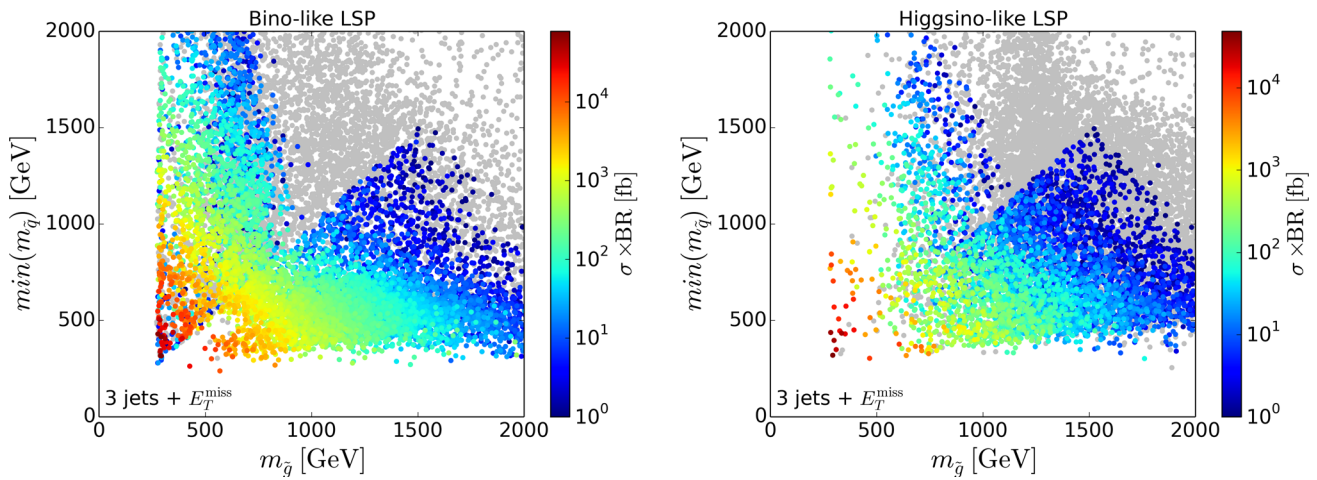 Bino-like LSP
2000
1500
1000
500
0
min(m_q̃) [GeV]
3 jets + E_T^miss
0 500 1000 1500 2000
m_g̃ [GeV]
10^4
10^3
10^2
10^1
10^0
σ ×BR [fb]
Higgsino-like LSP
2000
1500
1000
500
0
min(m_q̃) [GeV]
3 jets + E_T^miss
0 500 1000 1500 2000
m_g̃ [GeV]
10^4
10^3
10^2
10^1
10^0
σ ×BR [fb]